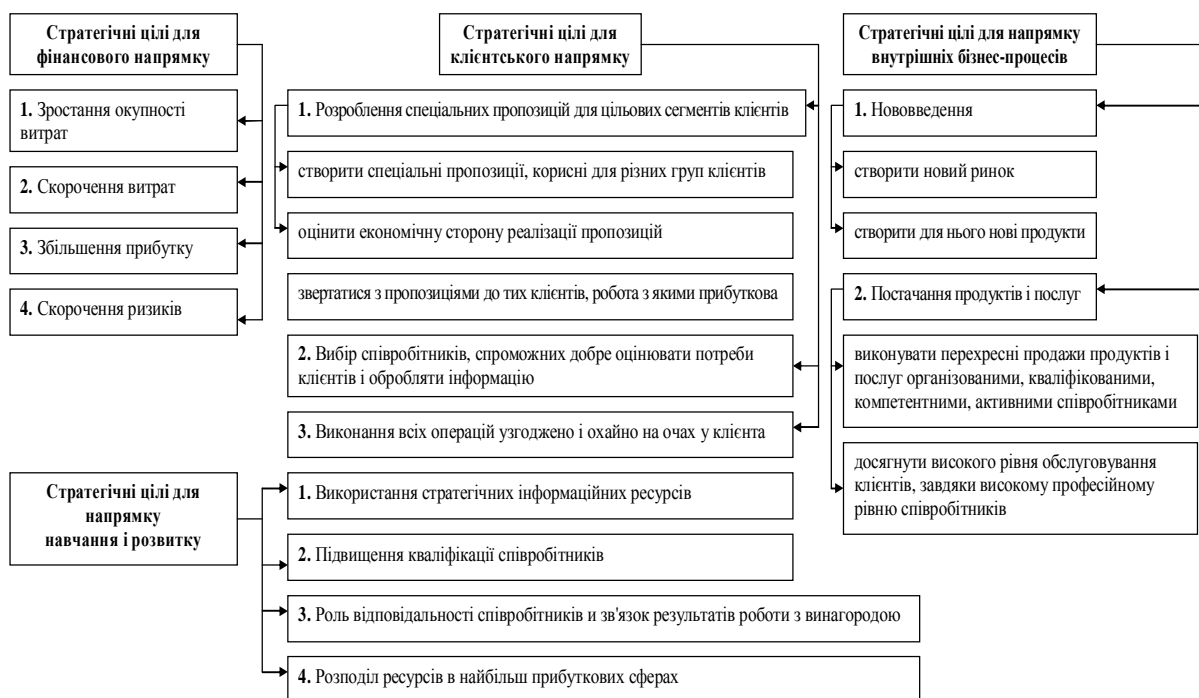 Стратегічні цілі для
фінансового напрямку
1. Зростання окупності
витрат
2. Скорочення витрат
3. Збільшення прибутку
4. Скорочення ризиків
Стратегічні цілі для
клієнтського напрямку
1. Розроблення спеціальних пропозицій для цільових сегментів клієнтів
створити спеціальні пропозиції, корисні для різних груп клієнтів
оцінити економічну сторону реалізації пропозицій
звертатися з пропозиціями до тих клієнтів, робота з якими прибуткова
2. Вибір співробітників, спроможних добре оцінювати потреби
клієнтів і обробляти інформацію
3. Виконання всіх операцій узгоджено і охайно на очах у клієнта
Стратегічні цілі для напрямку
внутрішніх бізнес-процесів
1. Нововведення
створити новий ринок
створити для нього нові продукти
2. Постачання продуктів і послуг
виконувати перехресні продажи продуктів і
послуг організованими, кваліфікованими,
компетентними, активними співробітниками
досягнути високого рівня обслуговування
клієнтів, завдяки високому професійному
рівню співробітників
Стратегічні цілі для
напрямку
навчання і розвитку
1. Використання стратегічних інформаційних ресурсів
2. Підвищення кваліфікації співробітників
3. Роль відповідальності співробітників и зв'язок результатів роботи з винагородою
4. Розподіл ресурсів в найбільш прибуткових сферах